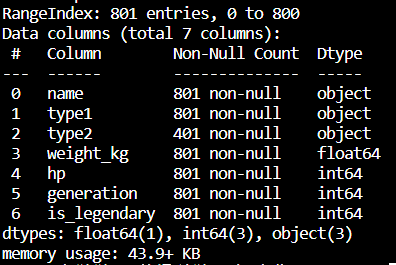 RangeIndex: 801 entries, 0 to 800
Data columns (total 7 columns):
 #   Column        Non-Null Count  Dtype
---  ------        --------------  -----
 0   name          801 non-null    object
 1   type1         801 non-null    object
 2   type2         401 non-null    object
 3   weight_kg     801 non-null    float64
 4   hp            801 non-null    int64
 5   generation    801 non-null    int64
 6   is_legendary  801 non-null    int64
dtypes: float64(1), int64(3), object(3)
memory usage: 43.9+ KB